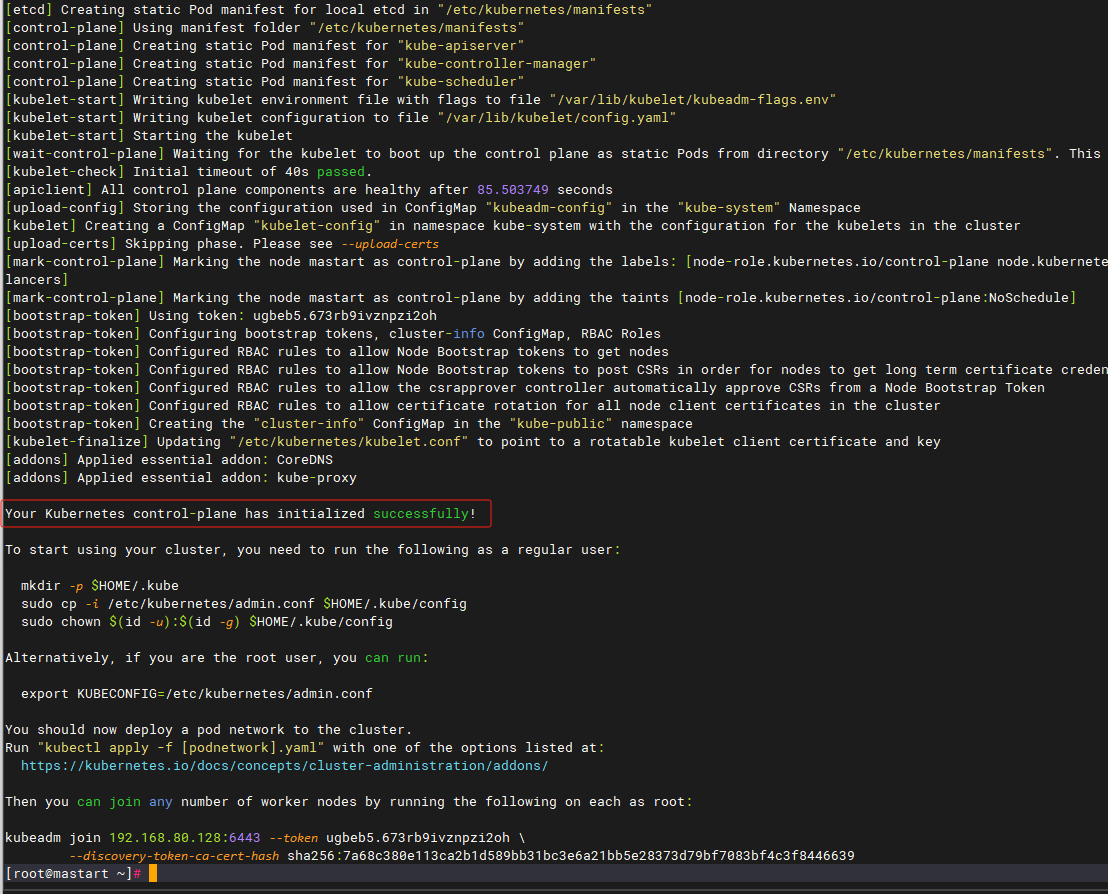 [etcd] Creating static Pod manifest for local etcd in "/etc/kubernetes/manifests"
[control-plane] Using manifest folder "/etc/kubernetes/manifests"
[control-plane] Creating static Pod manifest for "kube-apiserver"
[control-plane] Creating static Pod manifest for "kube-controller-manager"
[control-plane] Creating static Pod manifest for "kube-scheduler"
[kubelet-start] Writing kubelet environment file with flags to file "/var/lib/kubelet/kubeadm-flags.env"
[kubelet-start] Writing kubelet configuration to file "/var/lib/kubelet/config.yaml"
[kubelet-start] Starting the kubelet
[wait-control-plane] Waiting for the kubelet to boot up the control plane as static Pods from directory "/etc/kubernetes/manifests". This
[kubelet-check] Initial timeout of 40s passed.
[apiclient] All control plane components are healthy after 85.503749 seconds
[upload-config] Storing the configuration used in ConfigMap "kubeadm-config" in the "kube-system" Namespace
[kubelet] Creating a ConfigMap "kubelet-config" in namespace kube-system with the configuration for the kubelets in the cluster
[upload-certs] Skipping phase. Please see --upload-certs
[mark-control-plane] Marking the node mastart as control-plane by adding the labels: [node-role.kubernetes.io/control-plane node.kubernete
lancers]
[mark-control-plane] Marking the node mastart as control-plane by adding the taints [node-role.kubernetes.io/control-plane:NoSchedule]
[bootstrap-token] Using token: ugbeb5.673rb9ivznpzi2oh
[bootstrap-token] Configuring bootstrap tokens, cluster-info ConfigMap, RBAC Roles
[bootstrap-token] Configured RBAC rules to allow Node Bootstrap tokens to get nodes
[bootstrap-token] Configured RBAC rules to allow Node Bootstrap tokens to post CSRs in order for nodes to get long term certificate creden
[bootstrap-token] Configured RBAC rules to allow the csrapprover controller automatically approve CSRs from a Node Bootstrap Token
[bootstrap-token] Configured RBAC rules to allow certificate rotation for all node client certificates in the cluster
[bootstrap-token] Creating the "cluster-info" ConfigMap in the "kube-public" namespace
[kubelet-finalize] Updating "/etc/kubernetes/kubelet.conf" to point to a rotatable kubelet client certificate and key
[addons] Applied essential addon: CoreDNS
[addons] Applied essential addon: kube-proxy
Your Kubernetes control-plane has initialized successfully!
To start using your cluster, you need to run the following as a regular user:
mkdir -p $HOME/.kube
sudo cp -i /etc/kubernetes/admin.conf $HOME/.kube/config
sudo chown $(id -u):$(id -g) $HOME/.kube/config
Alternatively, if you are the root user, you can run:
export KUBECONFIG=/etc/kubernetes/admin.conf
You should now deploy a pod network to the cluster.
Run "kubectl apply -f [podnetwork].yaml" with one of the options listed at:
https://kubernetes.io/docs/concepts/cluster-administration/addons/
Then you can join any number of worker nodes by running the following on each as root:
kubeadm join 192.168.80.128:6443 --token ugbeb5.673rb9ivznpzi2oh \
--discovery-token-ca-cert-hash sha256:7a68c380e113ca2b1d589bb31bc3e6a21bb5e28373d79bf7083bf4c3f8446639
[root@mastart ~]#